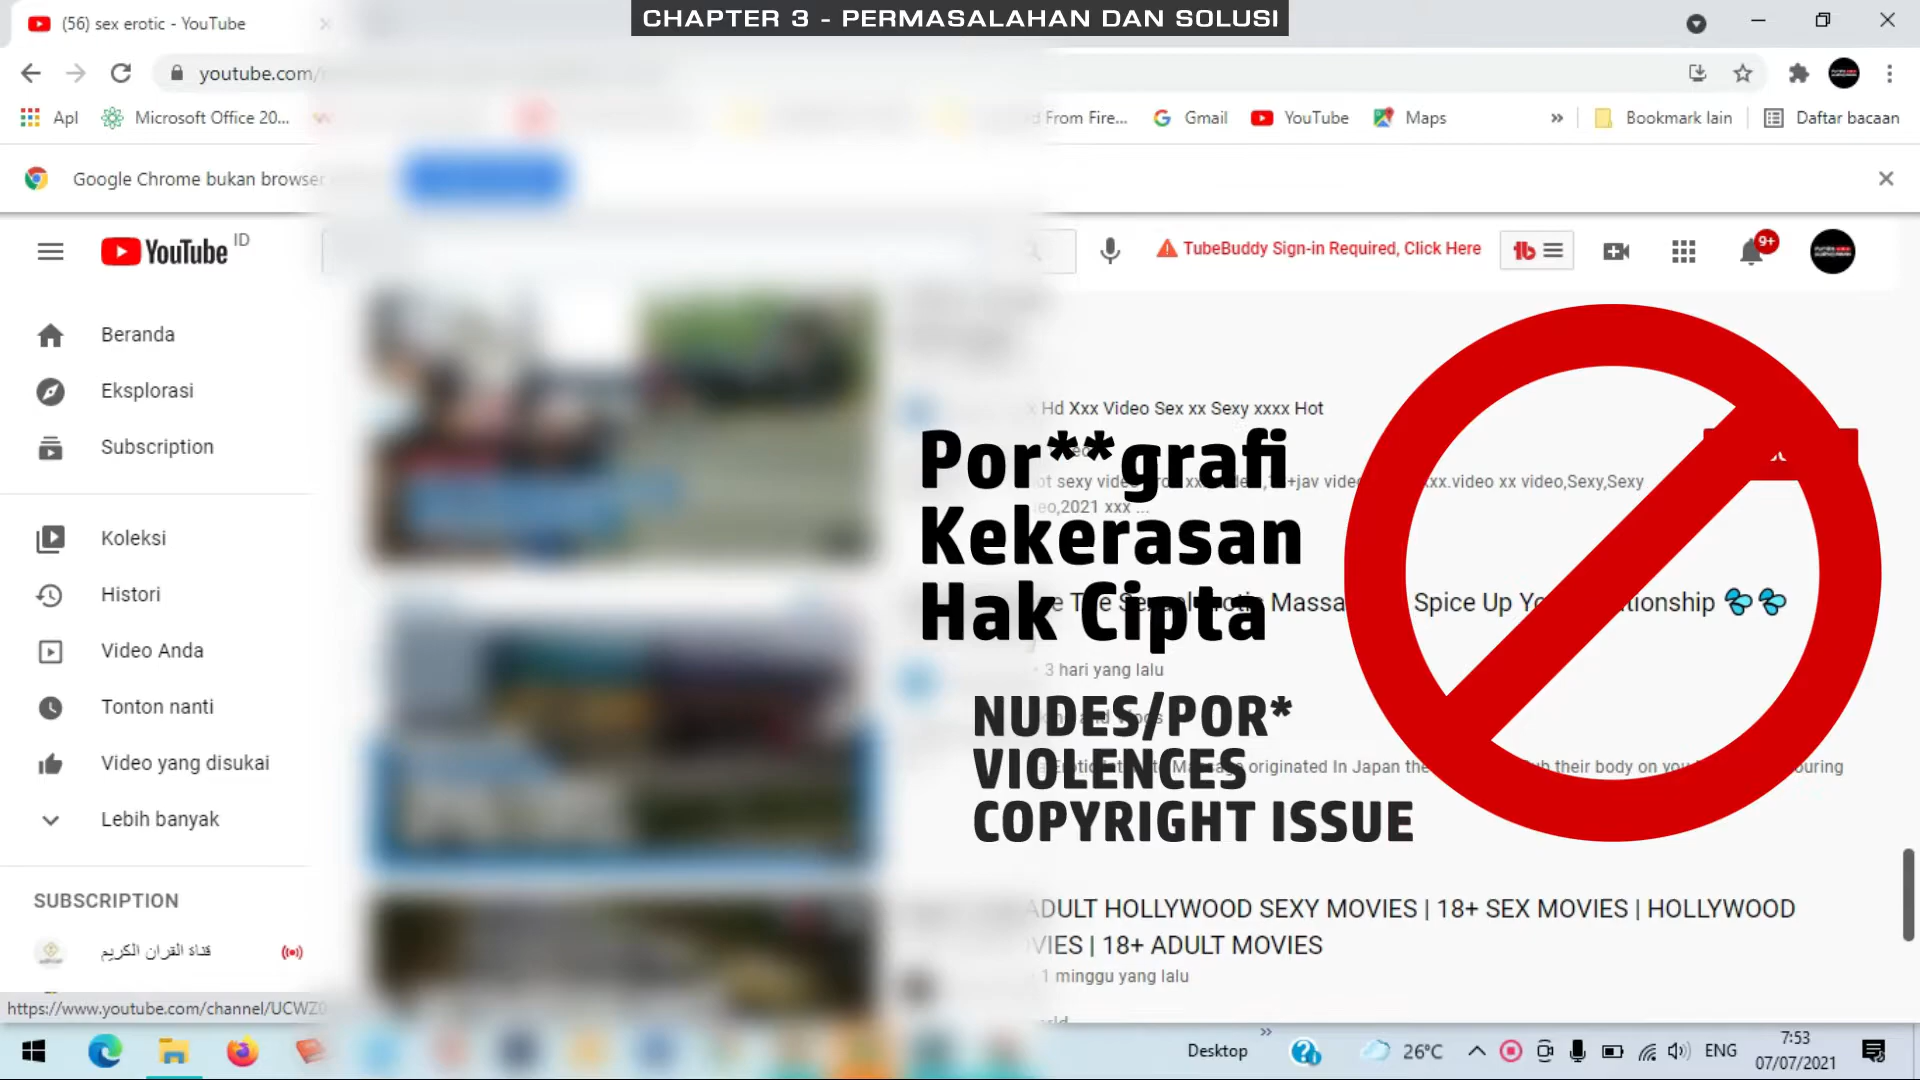 CHAPTER 3 - PERMASALAHAN DAN SOLUSI
(56) sex erotic - YouTube
youtube.com/
Apl
Microsoft Office 20...
From Fire...
Gmail
YouTube
Maps
»
Bookmark lain
Daftar bacaan
Google Chrome bukan browser
YouTube ID
TubeBuddy Sign-in Required, Click Here
9+
Beranda
Eksplorasi
Subscription
Koleksi
Histori
Video Anda
Tonton nanti
Video yang disukai
Lebih banyak
SUBSCRIPTION
قناة القران الكريم
https://www.youtube.com/channel/UCWZ0
Hd Xxx Video Sex xx Sexy xxxx Hot
Por**grafi
sexy video
xx video,Sexy,Sexy
2021 xxx ...
Kekerasan
Hak Cipta
Spice Up
3 hari yang lalu
NUDES/POR*
VIOLENCES
originated In Japan the
their body on
COPYRIGHT ISSUE
ADULT HOLLYWOOD SEXY MOVIES | 18+ SEX MOVIES | HOLLYWOOD
| 18+ ADULT MOVIES
1 minggu yang lalu
Desktop
»
26°C
ENG
7:53
07/07/2021